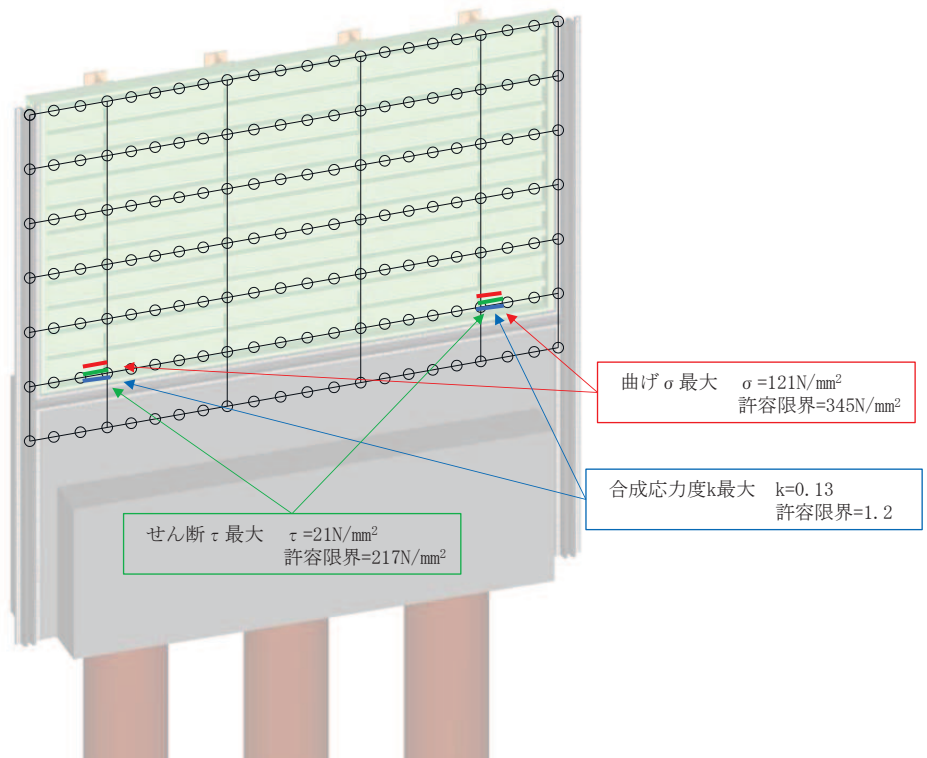 曲げσ最大 σ=121N/mm²
許容限界=345N/mm²
合成応力度k最大 k=0.13
許容限界=1.2
せん断τ最大 τ=21N/mm²
許容限界=217N/mm²